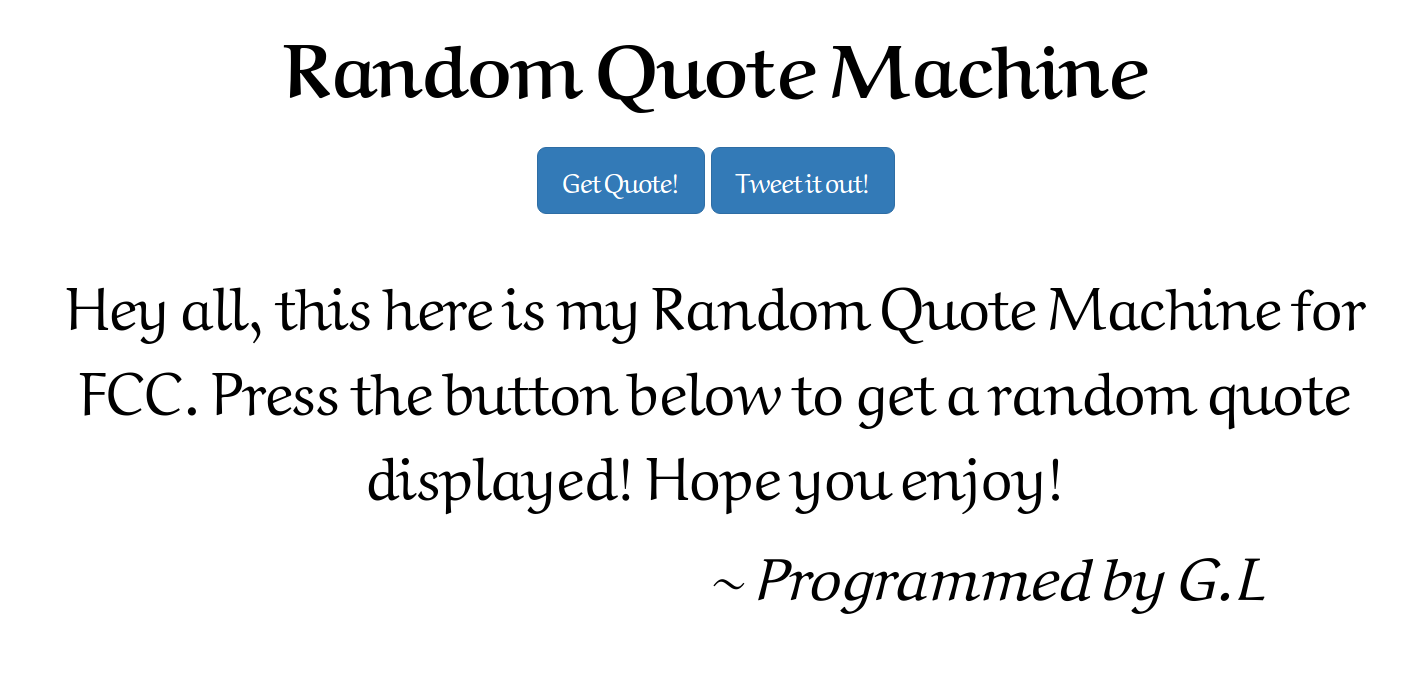 Random Quote Machine
Get Quote! Tweet it out!
Hey all, this here is my Random Quote Machine for
FCC. Press the button below to get a random quote
displayed! Hope you enjoy!
~ Programmed by G.L